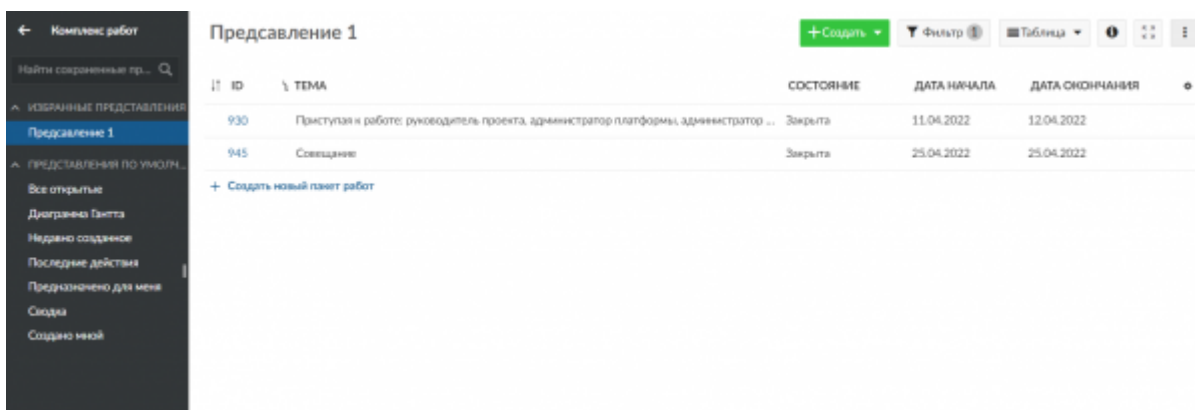 Комплекс работ
Найти сохраненные пр...
ИЗБРАННЫЕ ПРЕДСТАВЛЕНИЯ
Предсавление 1
ПРЕДСТАВЛЕНИЯ ПО УМОЛЧ...
Все открытые
Диаграмма Гантта
Недавно созданное
Последние действия
Предназначено для меня
Сводка
Создано мной
Предсавление 1
+ Создать
Фильтр 1
Таблица
ID ТЕМА СОСТОЯНИЕ ДАТА НАЧАЛА ДАТА ОКОНЧАНИЯ
930 Приступая к работе: руководитель проекта, администратор платформы, администратор ... Закрыта 11.04.2022 12.04.2022
945 Совещание Закрыта 25.04.2022 25.04.2022
+ Создать новый пакет работ